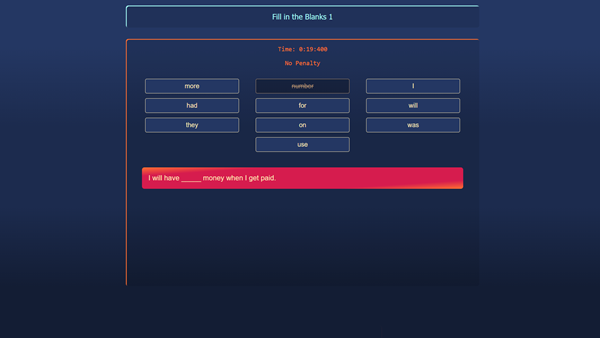 Fill in the Blanks 1
Time: 0:19:400
No Penalty
more number I
had for will
they on was
use
I will have _____ money when I get paid.